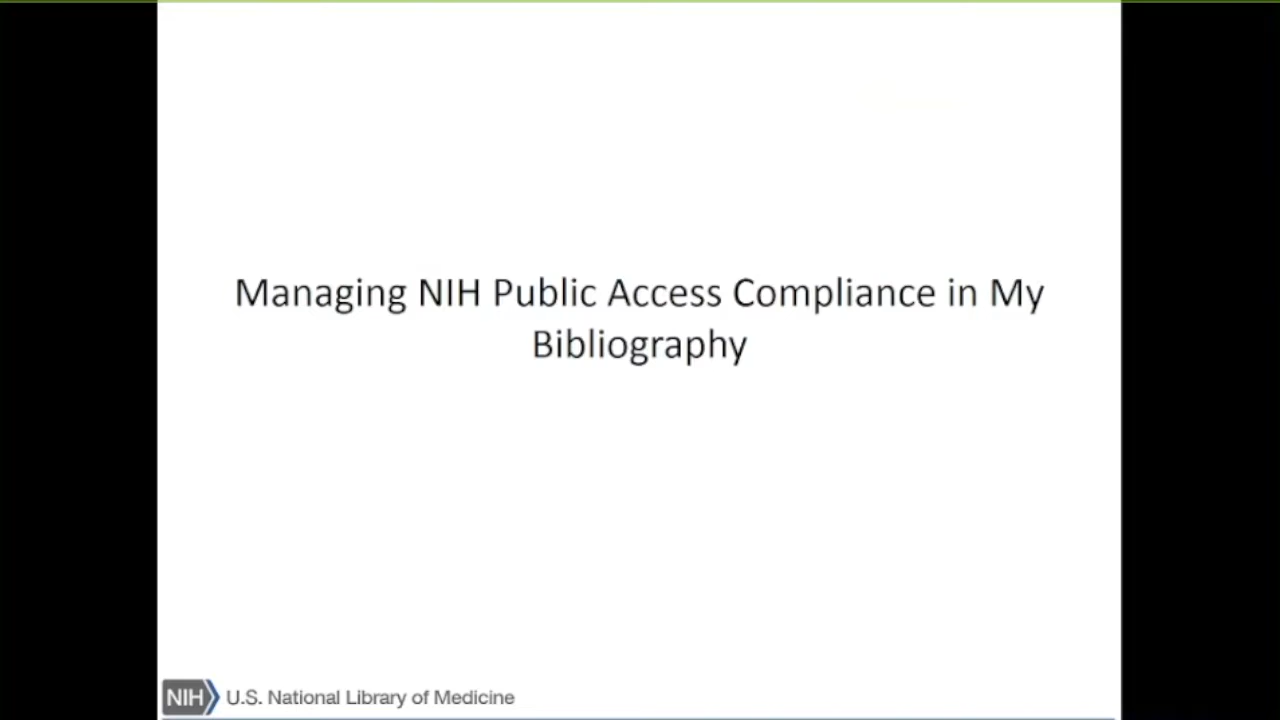 Managing NIH Public Access Compliance in My
Bibliography
NIH U.S. National Library of Medicine